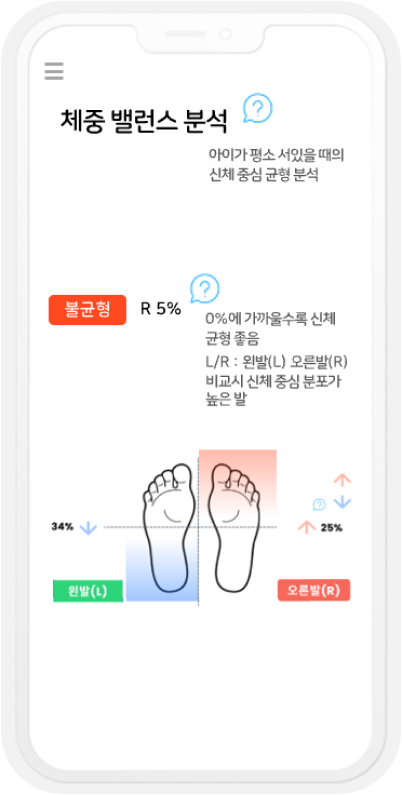 체중 밸런스 분석
아이가 평소 서있을 때의
신체 중심 균형 분석
불균형 R 5%
0%에 가까울수록 신체
균형 좋음
L/R : 왼발(L) 오른발(R)
비교시 신체 중심 분포가
높은 발
34%
25%
왼발(L)
오른발(R)